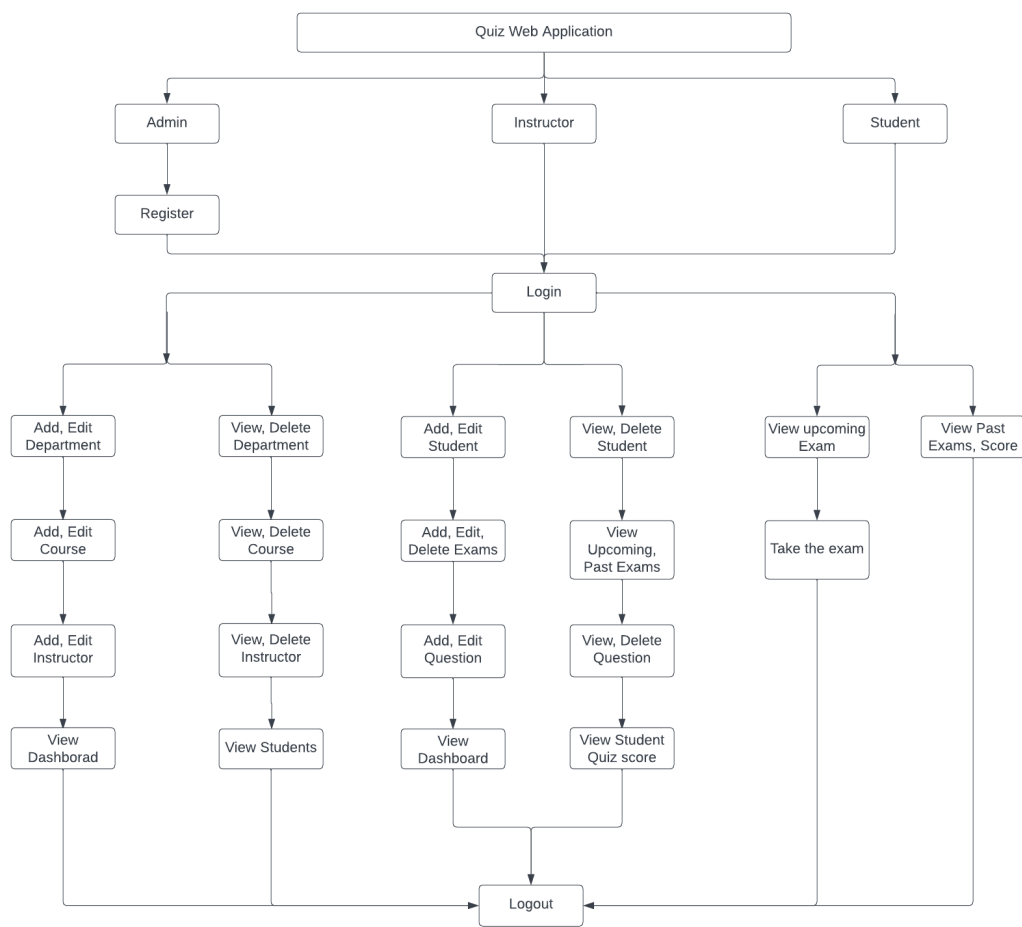 Quiz Web Application
Admin
Instructor
Student
Register
Login
Add, Edit
Department
View, Delete
Department
Add, Edit
Student
View, Delete
Student
View upcoming
Exam
View Past
Exams, Score
Add, Edit
Course
View, Delete
Course
Add, Edit,
Delete Exams
View
Upcoming,
Past Exams
Take the exam
Add, Edit
Instructor
View, Delete
Instructor
Add, Edit
Question
View, Delete
Question
View
Dashborad
View Students
View
Dashboard
View Student
Quiz score
Logout